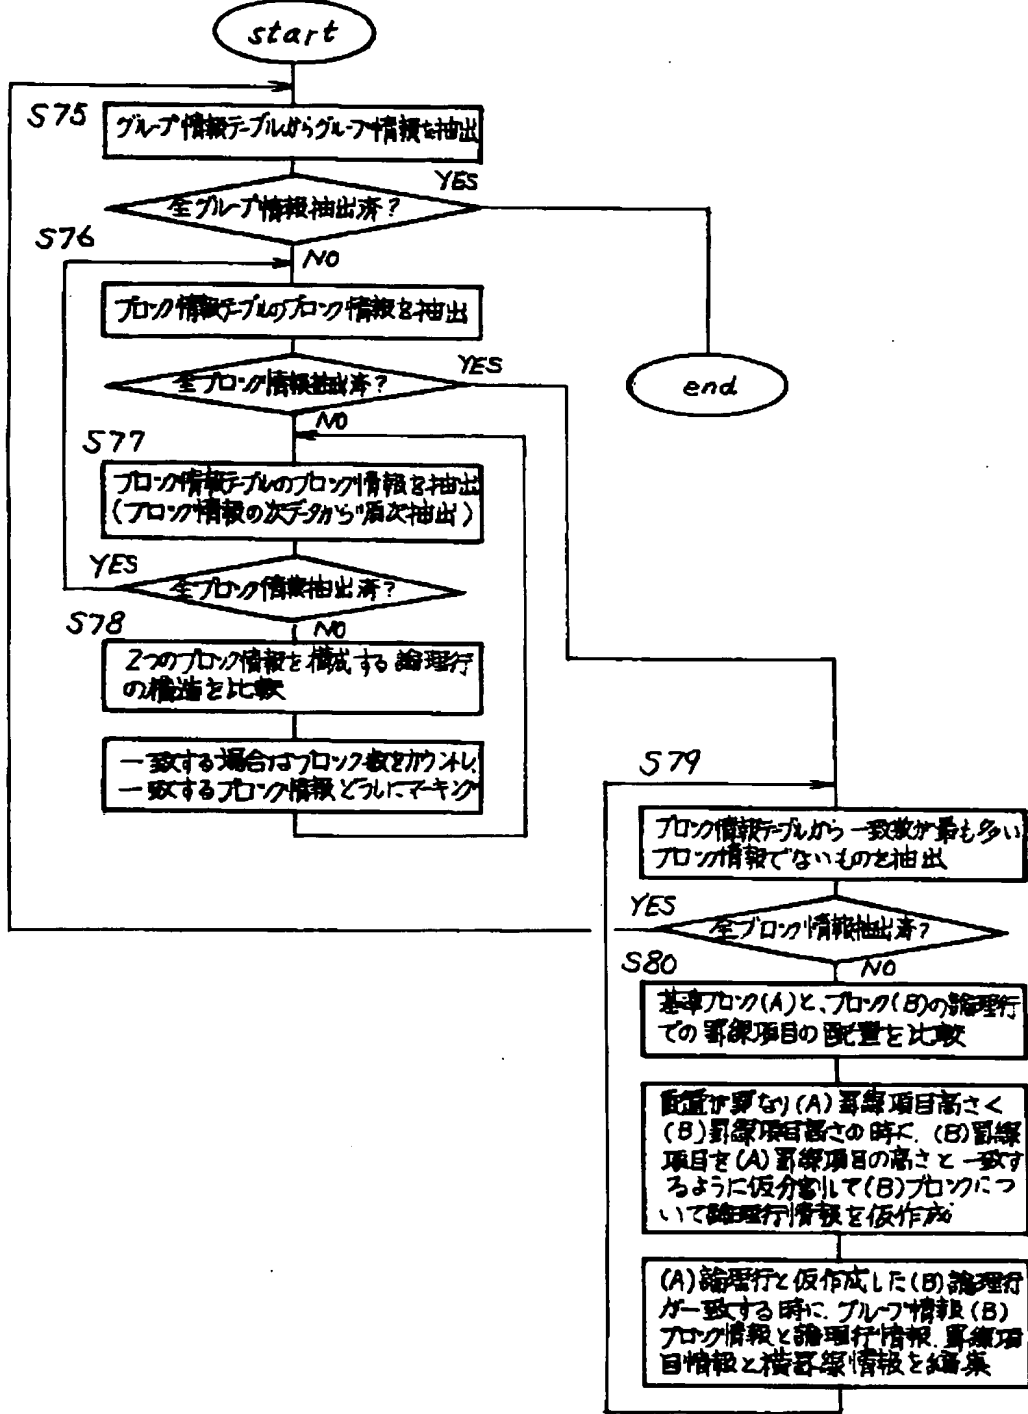 start
S75
グループ情報テーブルからグループ情報を抽出
YES
全グループ情報抽出済?
S76
NO
ブロック情報テーブルのブロック情報を抽出
YES
全ブロック情報抽出済?
end
NO
S77
ブロック情報テーブルのブロック情報を抽出
(ブロック情報の次データから順次抽出)
YES
全ブロック情報抽出済?
S78
NO
2つのブロック情報を構成する論理行
の構造を比較
一致する場合はブロック数をカウントし、
一致するブロック情報どうしにマーキング
S79
ブロック情報テーブルから一致数が最も多い
ブロック情報でないものを抽出
YES
全ブロック情報抽出済?
S80
NO
基準ブロック(A)と、ブロック(B)の論理行
での罫線項目の配置を比較
配置が異なり(A)罫線項目高さ<
(B)罫線項目高さの時に、(B)罫線
項目を(A)罫線項目の高さと一致す
るように仮分割して(B)ブロックにつ
いて論理行情報を仮作成
(A)論理行と仮作成した(B)論理行
が一致する時に、グループ情報(B)
ブロック情報と論理行情報、罫線項
目情報と横罫線情報を編集